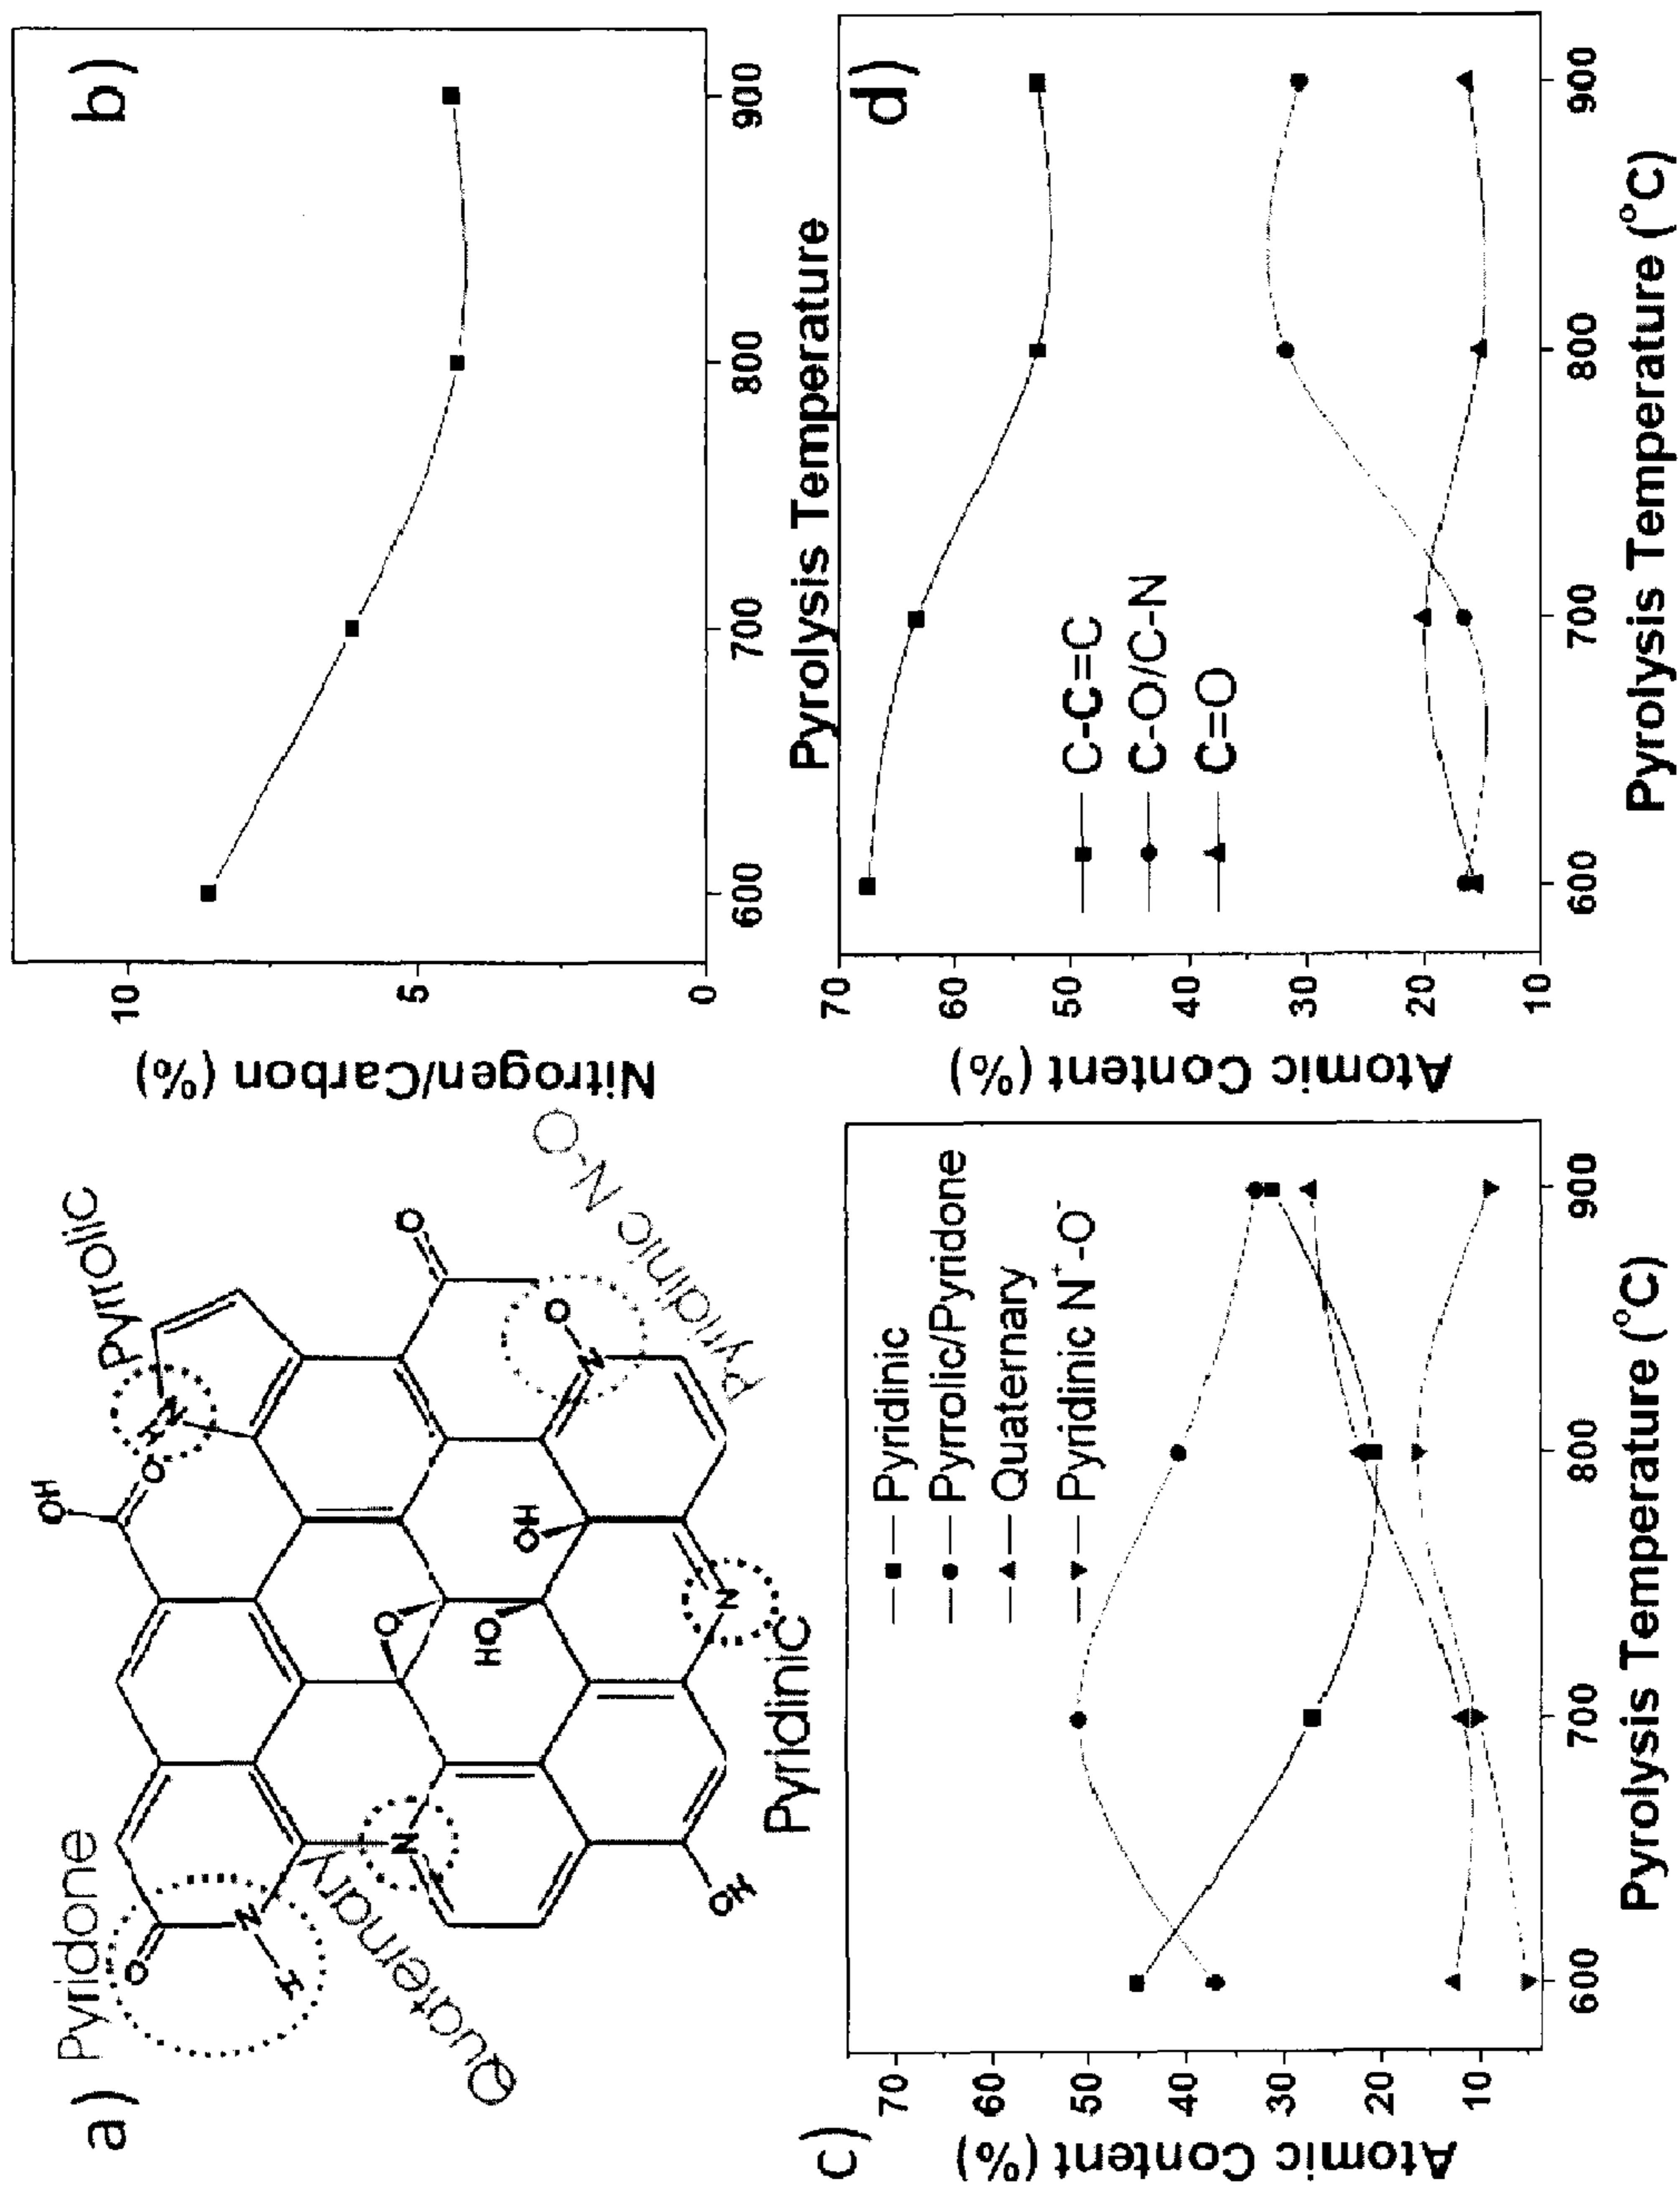 a)
Pyridone
Pyrrolic
Quaternary
Pyridinic
Pyridinic N-O
O
N
H
OH
O
H
N
O
O
N
O
HO
OH
N
N
OH
b)
Nitrogen/Carbon (%)
10
5
0
600 700 800 900
Pyrolysis Temperature
c)
Atomic Content (%)
70
60
50
40
30
20
10
Pyridinic
Pyrrolic/Pyridone
Quaternary
Pyridinic N⁺-O⁻
600 700 800 900
Pyrolysis Temperature (°C)
d)
Atomic Content (%)
70
60
50
40
30
20
10
C-C=C
C-O/C-N
C=O
600 700 800 900
Pyrolysis Temperature (°C)